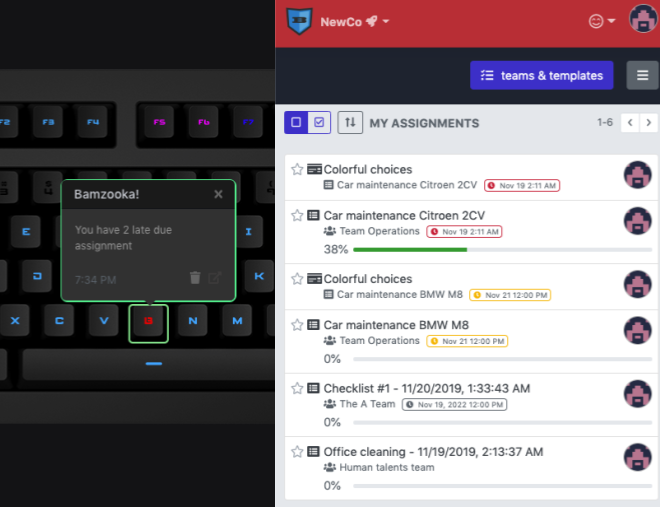 F2 F3 F4 F5 F6 F7
Bamzooka!
You have 2 late due
assignment
7:34 PM
E I
J K
X C V B N M
NewCo
teams & templates
MY ASSIGNMENTS 1-6
Colorful choices
Car maintenance Citroen 2CV Nov 19 2:11 AM
Car maintenance Citroen 2CV
Team Operations Nov 19 2:11 AM
38%
Colorful choices
Car maintenance BMW M8 Nov 21 12:00 PM
Car maintenance BMW M8
Team Operations Nov 21 12:00 PM
0%
Checklist #1 - 11/20/2019, 1:33:43 AM
The A Team Nov 19, 2022 12:00 PM
0%
Office cleaning - 11/19/2019, 2:13:37 AM
Human talents team
0%